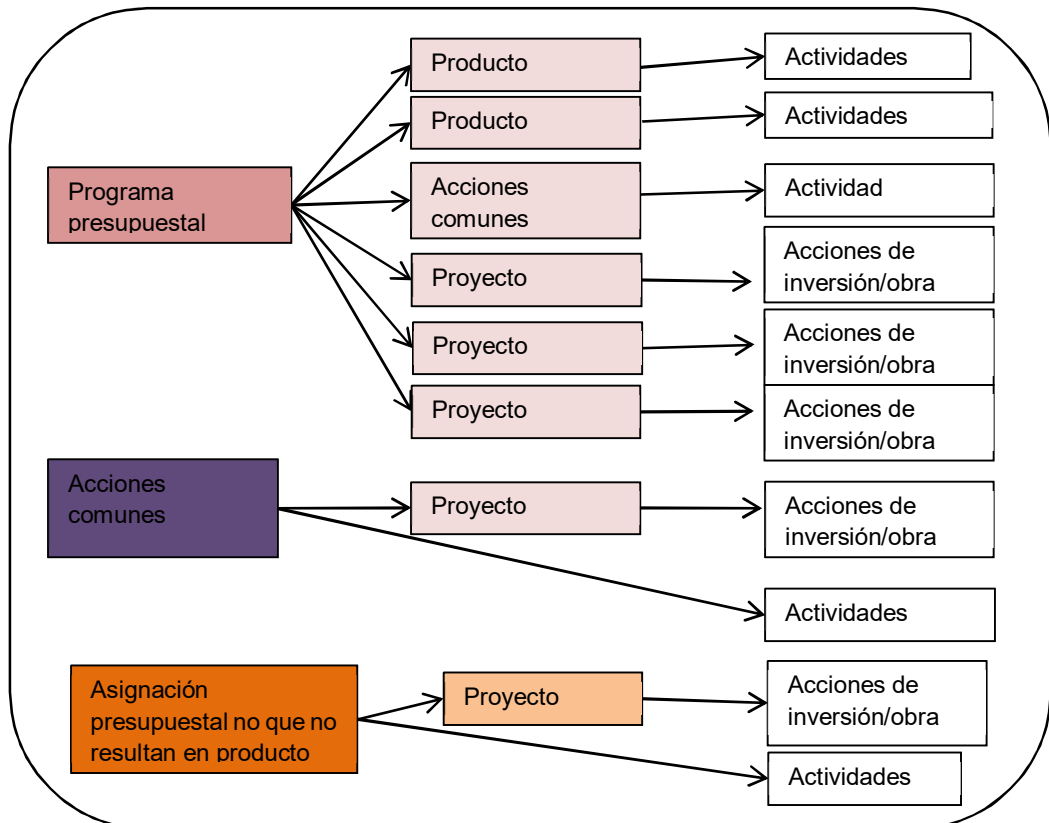 Producto
Actividades
Producto
Actividades
Programa
presupuestal
Acciones
comunes
Actividad
Proyecto
Acciones de
inversión/obra
Proyecto
Acciones de
inversión/obra
Proyecto
Acciones de
inversión/obra
Acciones
comunes
Proyecto
Acciones de
inversión/obra
Actividades
Asignación
presupuestal no que no
resultan en producto
Proyecto
Acciones de
inversión/obra
Actividades